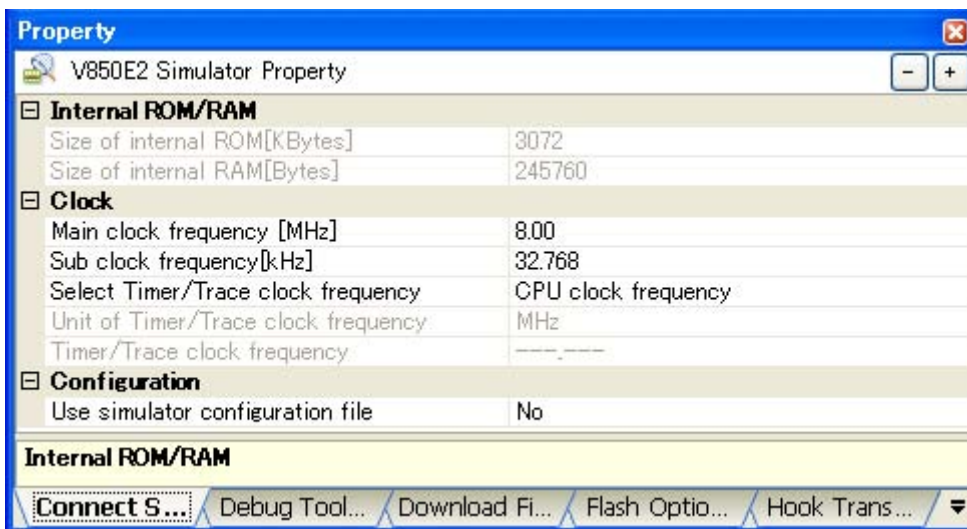 Property
V850E2 Simulator Property
Internal ROM/RAM
Size of internal ROM[KBytes] 3072
Size of internal RAM[Bytes] 245760
Clock
Main clock frequency [MHz] 8.00
Sub clock frequency[kHz] 32.768
Select Timer/Trace clock frequency CPU clock frequency
Unit of Timer/Trace clock frequency MHz
Timer/Trace clock frequency ---.---
Configuration
Use simulator configuration file No
Internal ROM/RAM
Connect S... Debug Tool... Download Fi... Flash Optio... Hook Trans...